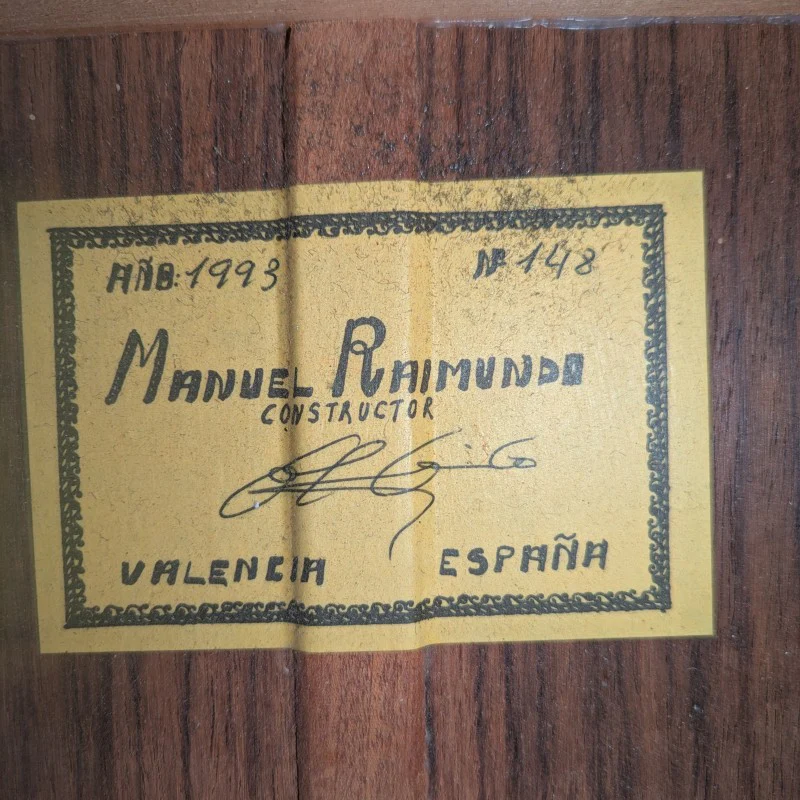 AÑO: 1993 Nº 148
MANUEL RAIMUNDO
CONSTRUCTOR
VALENCIA ESPAÑA